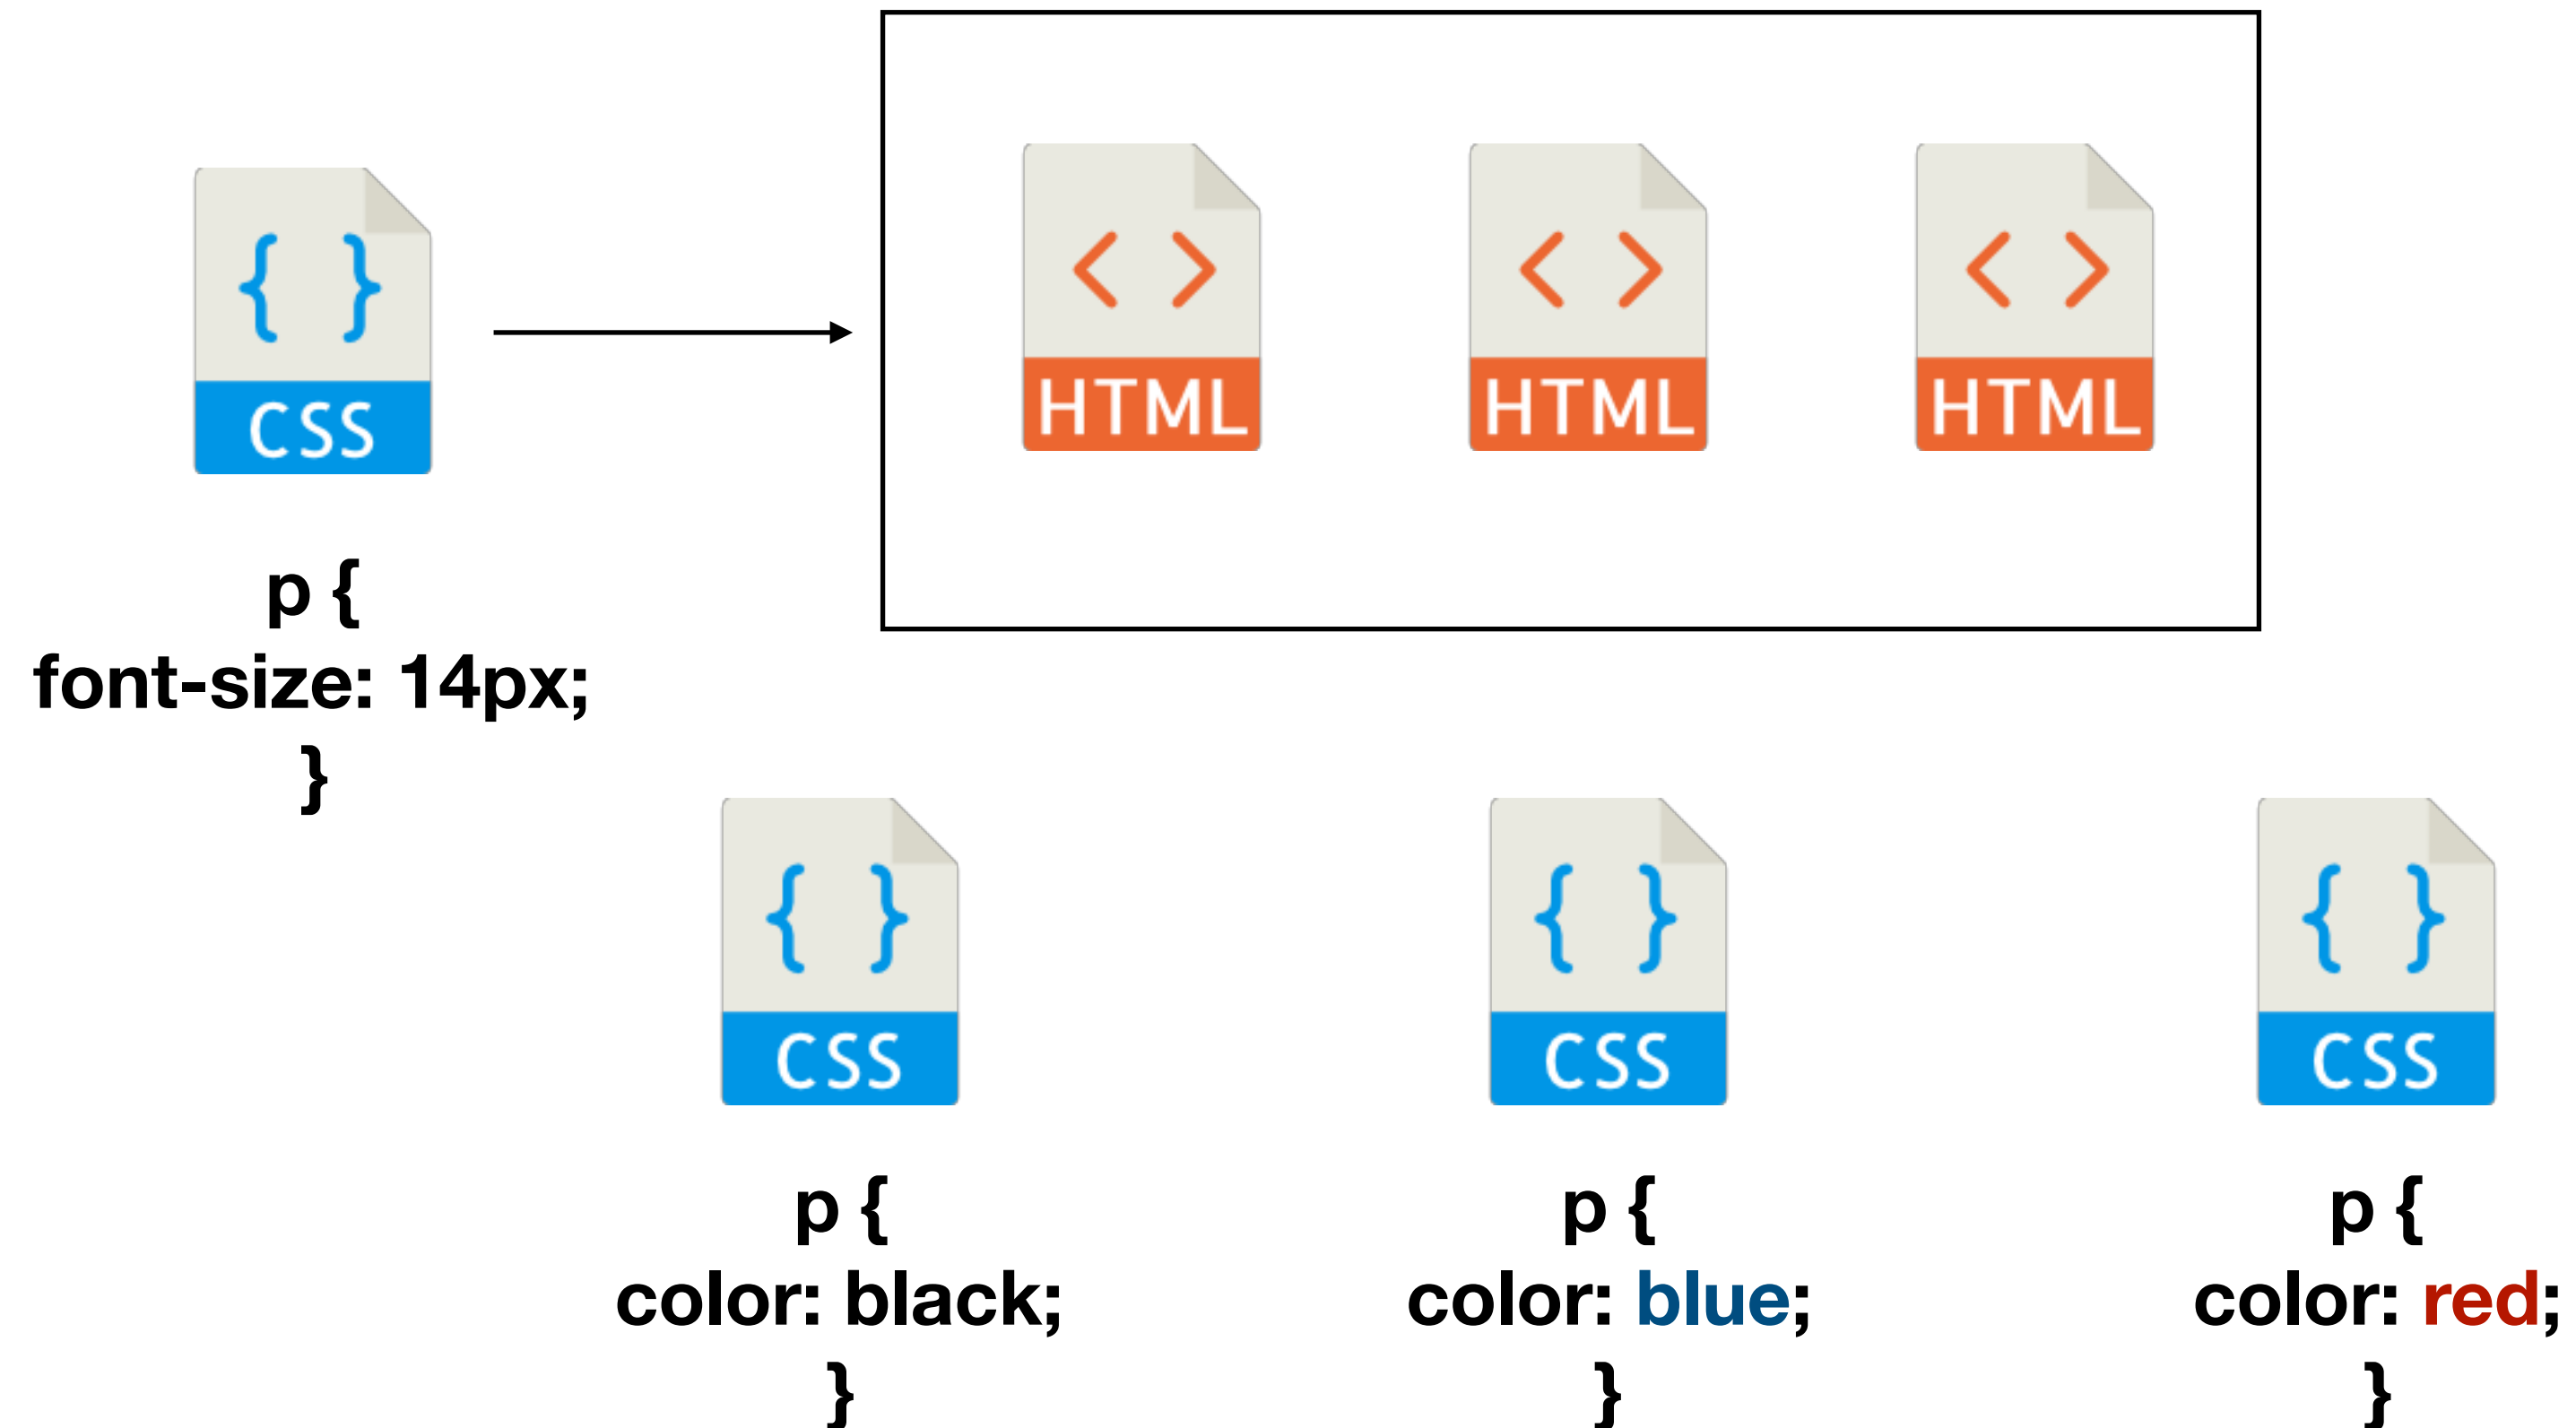 { }
CSS
< >
HTML
< >
HTML
< >
HTML
p {
font-size: 14px;
}
{ }
CSS
p {
color: black;
}
{ }
CSS
p {
color: blue;
}
{ }
CSS
p {
color: red;
}